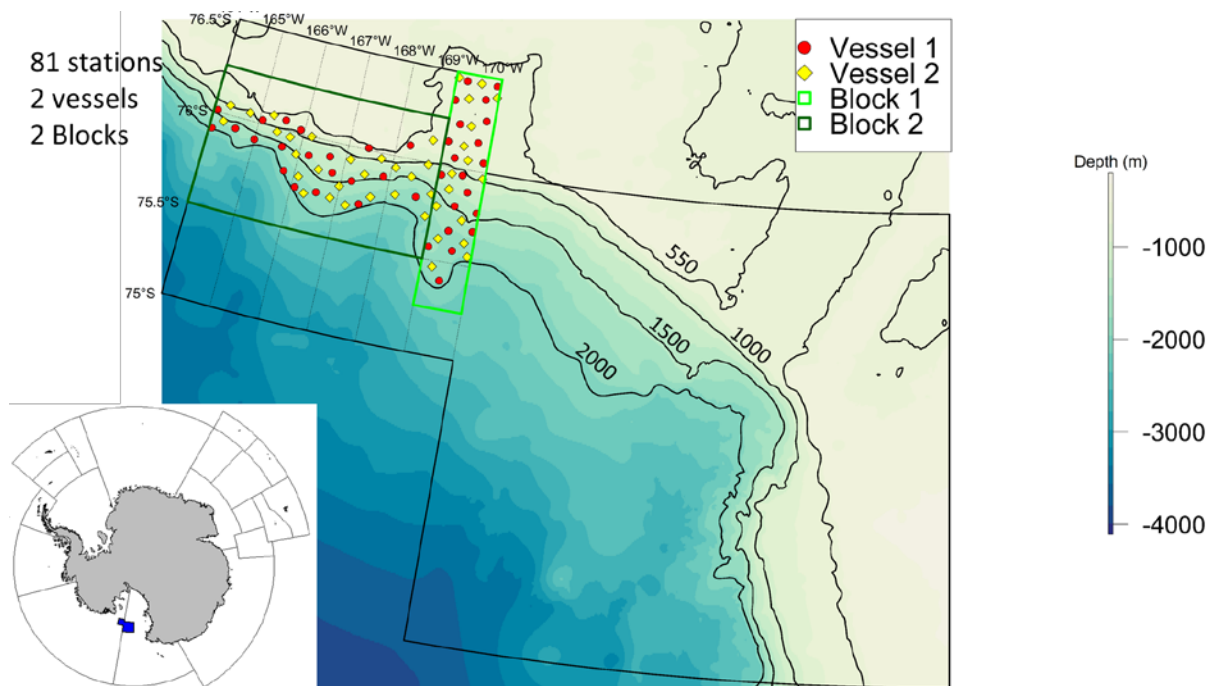 76.5°S
165°W
166°W
167°W
168°W
169°W
170°W
81 stations
2 vessels
2 Blocks
Vessel 1
Vessel 2
Block 1
Block 2
76°S
75.5°S
75°S
550
1000
1500
2000
Depth (m)
-1000
-2000
-3000
-4000